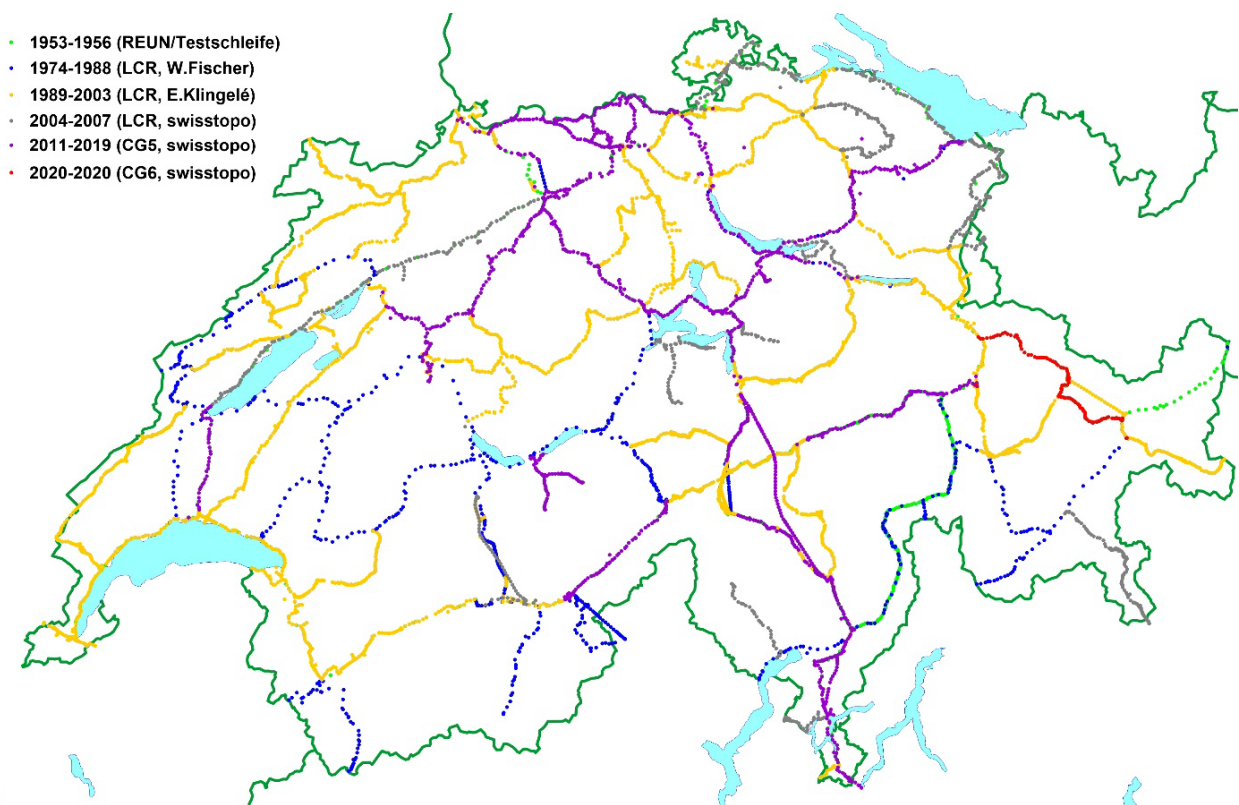 1953-1956 (REUN/Testschleife)
1974-1988 (LCR, W.Fischer)
1989-2003 (LCR, E.Klingelé)
2004-2007 (LCR, swisstopo)
2011-2019 (CG5, swisstopo)
2020-2020 (CG6, swisstopo)